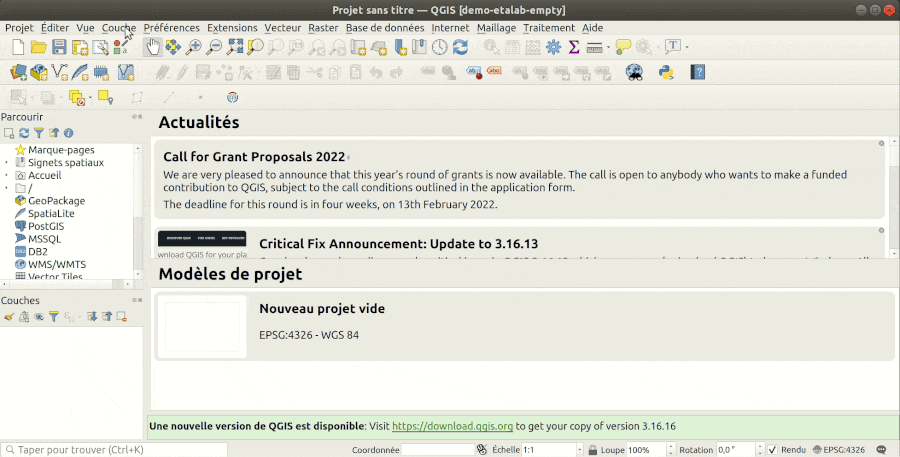 Projet sans titre — QGIS [demo-etalab-empty]
Projet Éditer Vue Couche Préférences Extensions Vecteur Raster Base de données Internet Maillage Traitement Aide
Parcourir
Marque-pages
Signets spatiaux
Accueil
/
GeoPackage
SpatiaLite
PostGIS
MSSQL
DB2
WMS/WMTS
Vector Tiles
Couches
Actualités
Call for Grant Proposals 2022
We are very pleased to announce that this year's round of grants is now available. The call is open to anybody who wants to make a funded
contribution to QGIS, subject to the call conditions outlined in the application form.
The deadline for this round is in four weeks, on 13th February 2022.
Critical Fix Announcement: Update to 3.16.13
Modèles de projet
Nouveau projet vide
EPSG:4326 - WGS 84
Une nouvelle version de QGIS est disponible: Visit https://download.qgis.org to get your copy of version 3.16.16
Taper pour trouver (Ctrl+K) Coordonnée Échelle 1:1 Loupe 100% Rotation 0,0 ° Rendu EPSG:4326